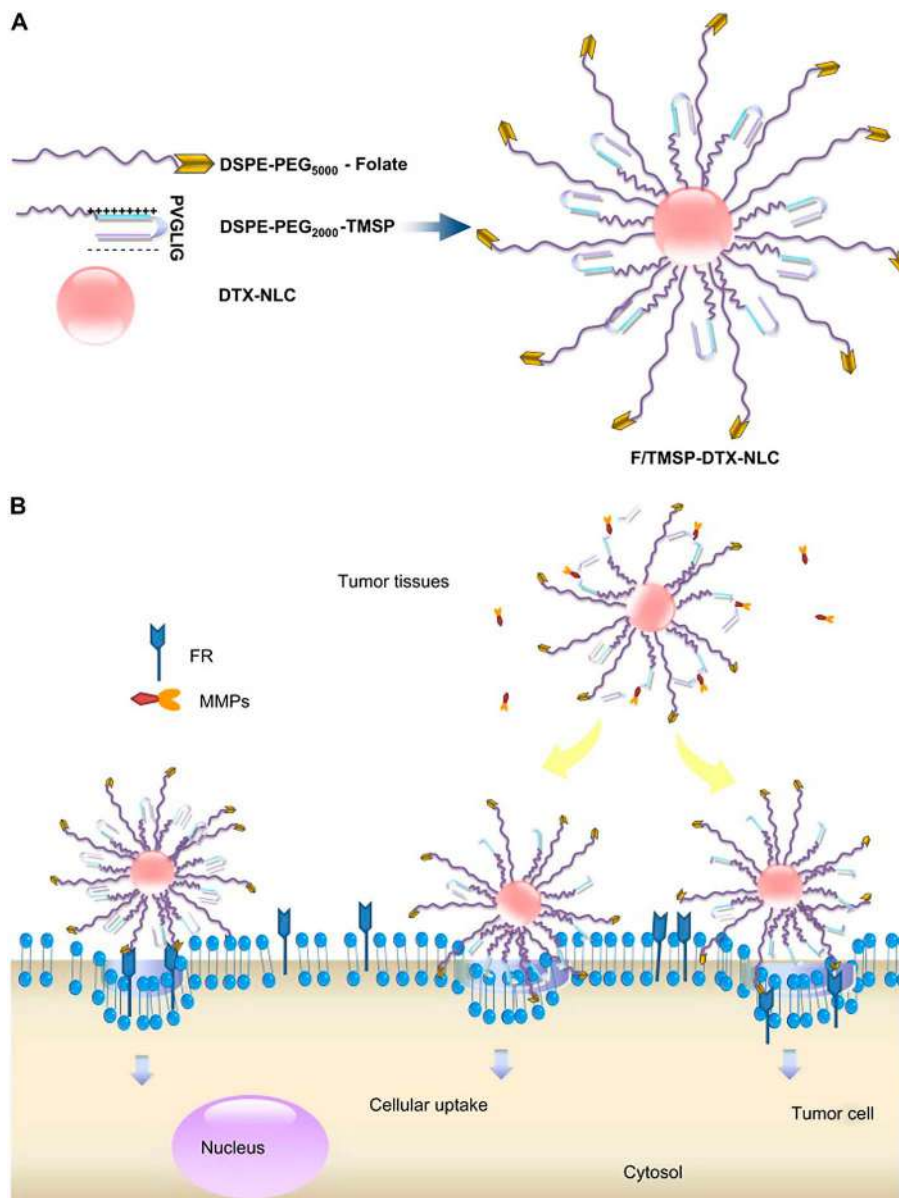 A
DSPE-PEG5000 - Folate
++++++++
PVGLIG
DSPE-PEG2000-TMSP
--------
DTX-NLC
F/TMSP-DTX-NLC
B
Tumor tissues
FR
MMPs
Cellular uptake
Tumor cell
Nucleus
Cytosol